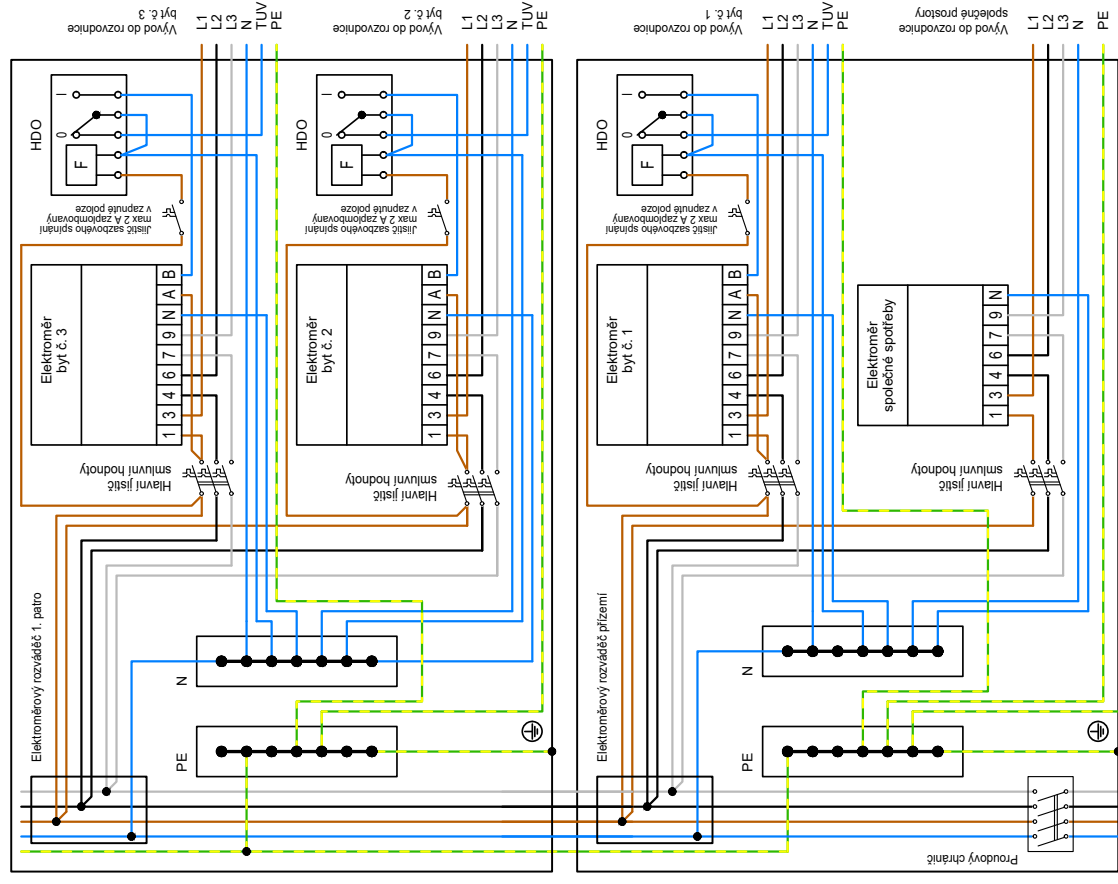 Vývod do rozvodnice
byt č. 3
L1
L2
L3
N
TUV
PE
Vývod do rozvodnice
byt č. 2
L1
L2
L3
N
TUV
PE
Vývod do rozvodnice
byt č. 1
L1
L2
L3
N
TUV
PE
Vývod do rozvodnice
společné prostory
L1
L2
L3
N
PE
HDO
F
0
I
Jiistič sazbového spínání
max 2 A zaplombovaný
v zapnuté poloze
HDO
F
0
I
Jiistič sazbového spínání
max 2 A zaplombovaný
v zapnuté poloze
HDO
F
0
I
Jiistič sazbového spínání
max 2 A zaplombovaný
v zapnuté poloze
Elektroměr
byt č. 3
1 3 4 6 7 9 N A B
Elektroměr
byt č. 2
1 3 4 6 7 9 N A B
Elektroměr
byt č. 1
1 3 4 6 7 9 N A B
Elektroměr
společné spotřeby
1 3 4 6 7 9 N
Hlavní jistič
smluvní hodnoty
Hlavní jistič
smluvní hodnoty
Hlavní jistič
smluvní hodnoty
Hlavní jistič
smluvní hodnoty
Elektroměrový rozváděč 1. patro
N
PE
Elektroměrový rozváděč přízemí
N
PE
Proudový chránič